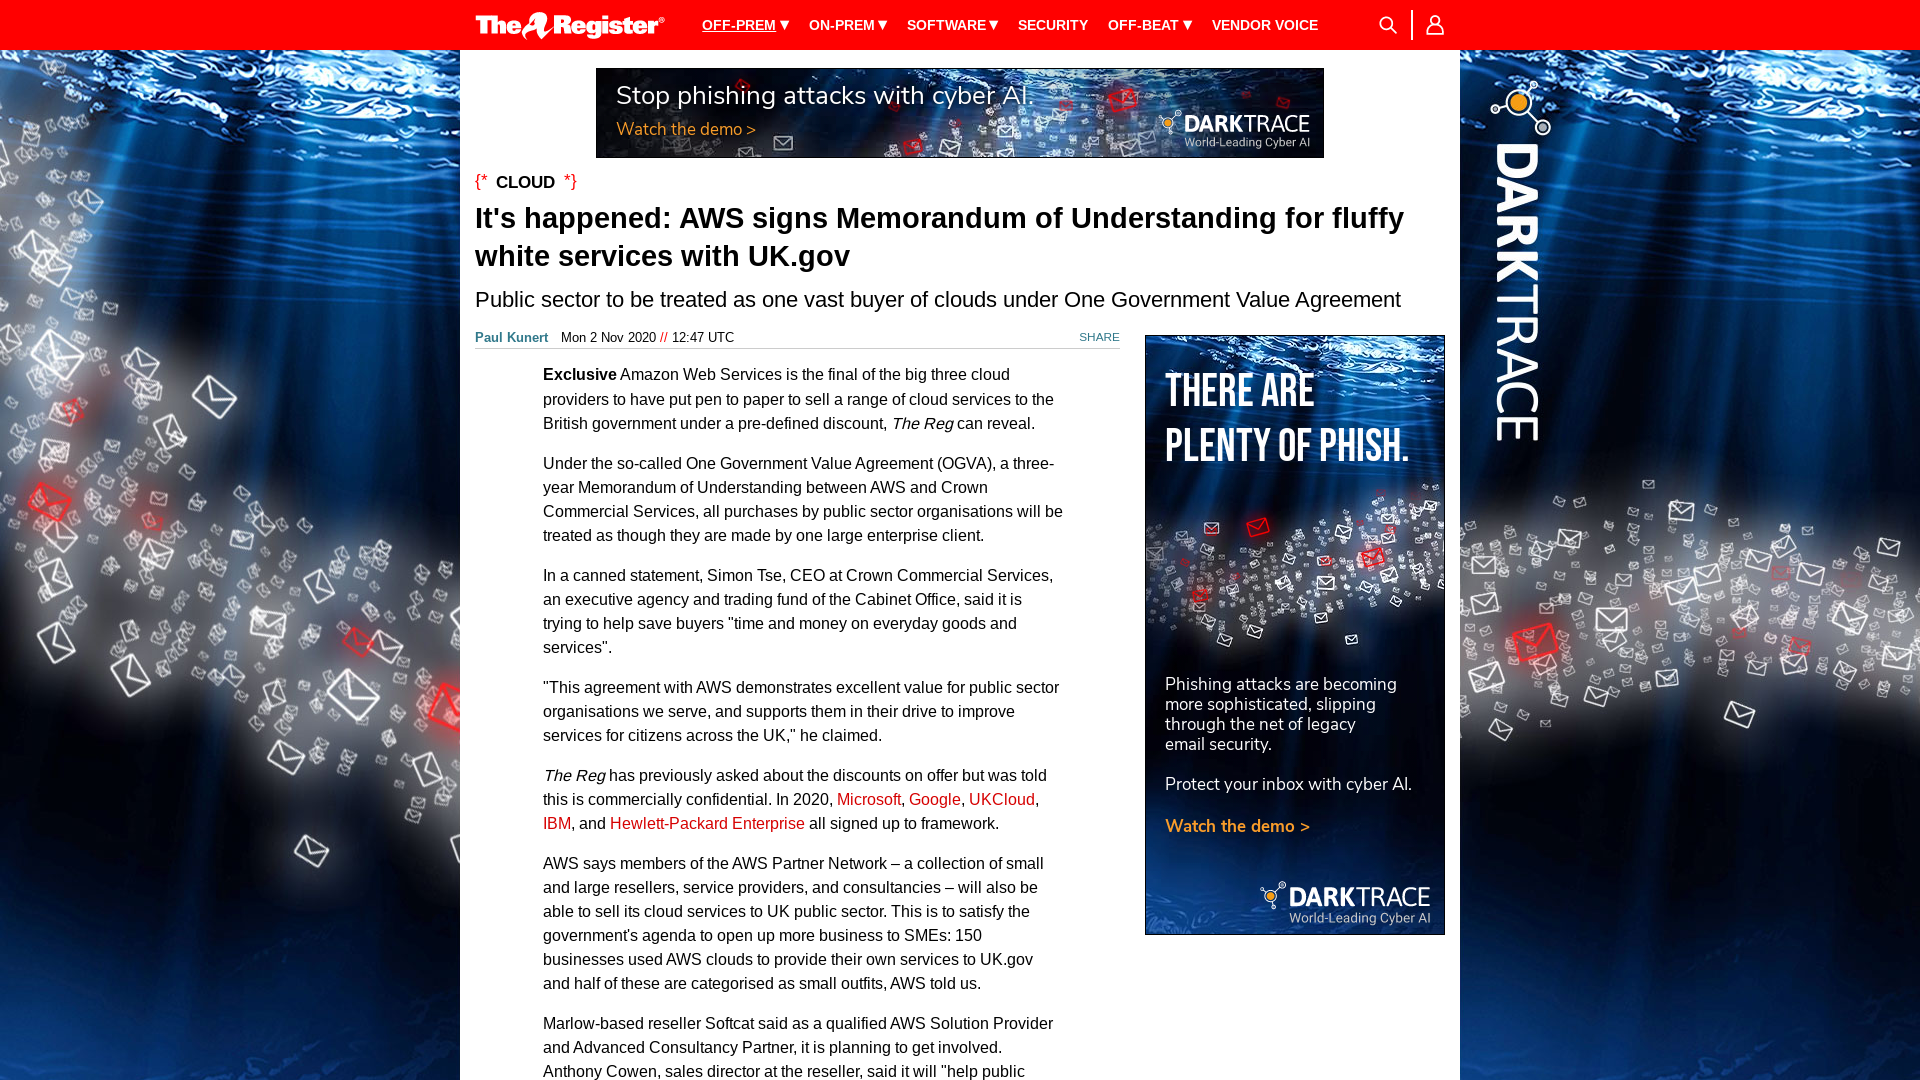 The Register®
OFF-PREM ▼ ON-PREM ▼ SOFTWARE ▼ SECURITY OFF-BEAT ▼ VENDOR VOICE
Stop phishing attacks with cyber AI.
Watch the demo >
DARKTRACE
World-Leading Cyber AI
{* CLOUD *}
It's happened: AWS signs Memorandum of Understanding for fluffy
white services with UK.gov
Public sector to be treated as one vast buyer of clouds under One Government Value Agreement
Paul Kunert Mon 2 Nov 2020 // 12:47 UTC
SHARE
Exclusive Amazon Web Services is the final of the big three cloud
providers to have put pen to paper to sell a range of cloud services to the
British government under a pre-defined discount, The Reg can reveal.
Under the so-called One Government Value Agreement (OGVA), a three-
year Memorandum of Understanding between AWS and Crown
Commercial Services, all purchases by public sector organisations will be
treated as though they are made by one large enterprise client.
In a canned statement, Simon Tse, CEO at Crown Commercial Services,
an executive agency and trading fund of the Cabinet Office, said it is
trying to help save buyers "time and money on everyday goods and
services".
"This agreement with AWS demonstrates excellent value for public sector
organisations we serve, and supports them in their drive to improve
services for citizens across the UK," he claimed.
The Reg has previously asked about the discounts on offer but was told
this is commercially confidential. In 2020, Microsoft, Google, UKCloud,
IBM, and Hewlett-Packard Enterprise all signed up to framework.
AWS says members of the AWS Partner Network – a collection of small
and large resellers, service providers, and consultancies – will also be
able to sell its cloud services to UK public sector. This is to satisfy the
government's agenda to open up more business to SMEs: 150
businesses used AWS clouds to provide their own services to UK.gov
and half of these are categorised as small outfits, AWS told us.
Marlow-based reseller Softcat said as a qualified AWS Solution Provider
and Advanced Consultancy Partner, it is planning to get involved.
Anthony Cowen, sales director at the reseller, said it will "help public
THERE ARE
PLENTY OF PHISH.
Phishing attacks are becoming
more sophisticated, slipping
through the net of legacy
email security.
Protect your inbox with cyber AI.
Watch the demo >
DARKTRACE
World-Leading Cyber AI
DARKTRACE